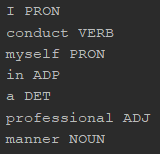 I PRON
conduct VERB
myself PRON
in ADP
a DET
professional ADJ
manner NOUN